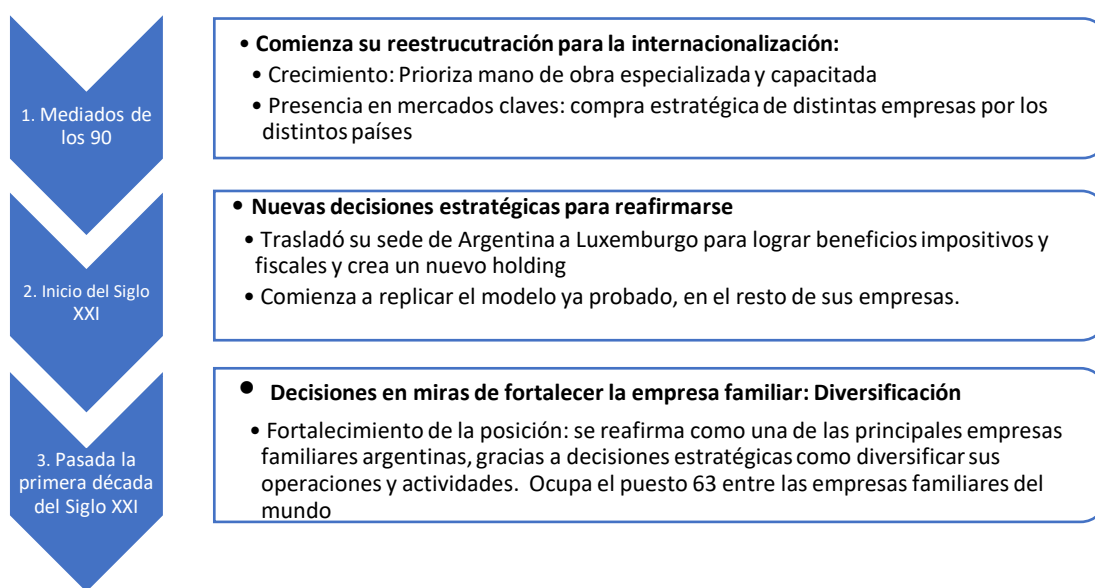 1. Mediados de
los 90
• Comienza su reestrucutración para la internacionalización:
• Crecimiento: Prioriza mano de obra especializada y capacitada
• Presencia en mercados claves: compra estratégica de distintas empresas por los
distintos países
2. Inicio del Siglo
XXI
• Nuevas decisiones estratégicas para reafirmarse
• Trasladó su sede de Argentina a Luxemburgo para lograr beneficios impositivos y
fiscales y crea un nuevo holding
• Comienza a replicar el modelo ya probado, en el resto de sus empresas.
3. Pasada la
primera década
del Siglo XXI
• Decisiones en miras de fortalecer la empresa familiar: Diversificación
• Fortalecimiento de la posición: se reafirma como una de las principales empresas
familiares argentinas, gracias a decisiones estratégicas como diversificar sus
operaciones y actividades. Ocupa el puesto 63 entre las empresas familiares del
mundo